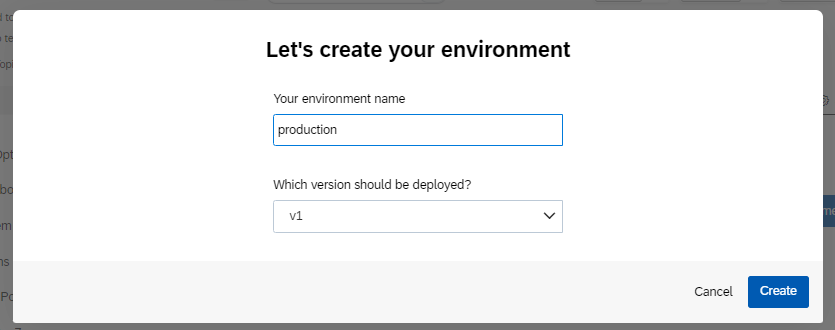 Let's create your environment
Your environment name
production
Which version should be deployed?
v1
Cancel
Create